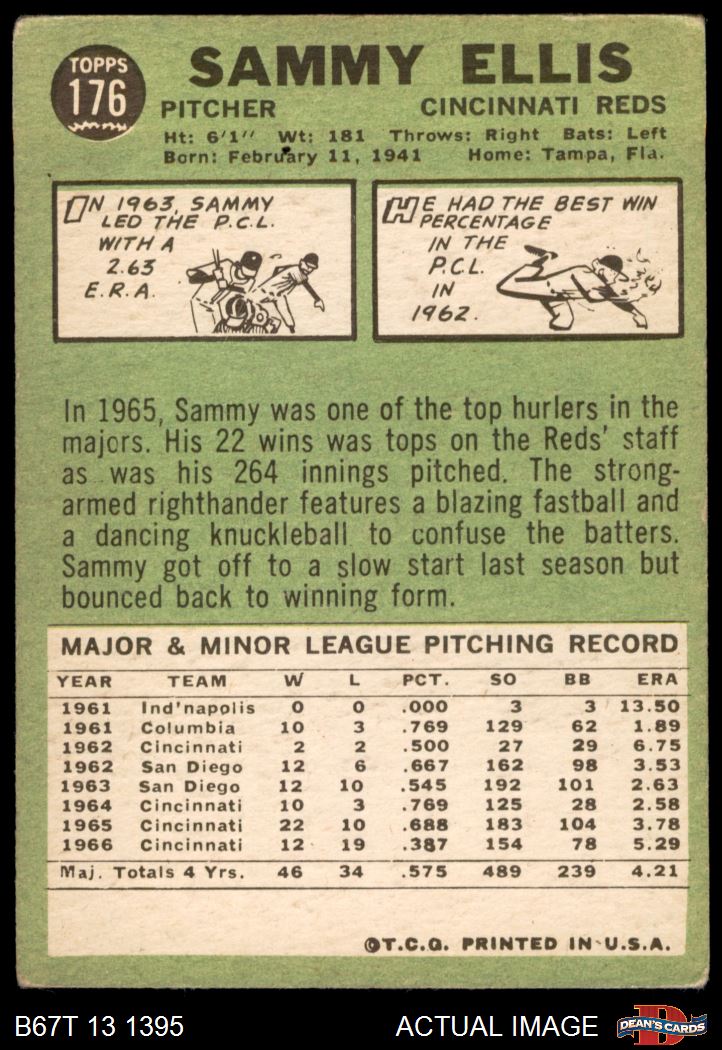 TOPPS
176
SAMMY ELLIS
PITCHER CINCINNATI REDS
Ht: 6'1" Wt: 181 Throws: Right Bats: Left
Born: February 11, 1941 Home: Tampa, Fla.
IN 1963, SAMMY
LED THE P.C.L.
WITH A
2.63
E.R.A.
HE HAD THE BEST WIN
PERCENTAGE
IN THE
P.C.L.
IN
1962.
In 1965, Sammy was one of the top hurlers in the
majors. His 22 wins was tops on the Reds' staff
as was his 264 innings pitched. The strong-
armed righthander features a blazing fastball and
a dancing knuckleball to confuse the batters.
Sammy got off to a slow start last season but
bounced back to winning form.
MAJOR & MINOR LEAGUE PITCHING RECORD
YEAR TEAM W L PCT. SO BB ERA
1961 Ind'napolis 0 0 .000 3 3 13.50
1961 Columbia 10 3 .769 129 62 1.89
1962 Cincinnati 2 2 .500 27 29 6.75
1962 San Diego 12 6 .667 162 98 3.53
1963 San Diego 12 10 .545 192 101 2.63
1964 Cincinnati 10 3 .769 125 28 2.58
1965 Cincinnati 22 10 .688 183 104 3.78
1966 Cincinnati 12 19 .387 154 78 5.29
Maj. Totals 4 Yrs. 46 34 .575 489 239 4.21
©T.C.G. PRINTED IN U.S.A.
B67T 13 1395 ACTUAL IMAGE
DEAN'S CARDS